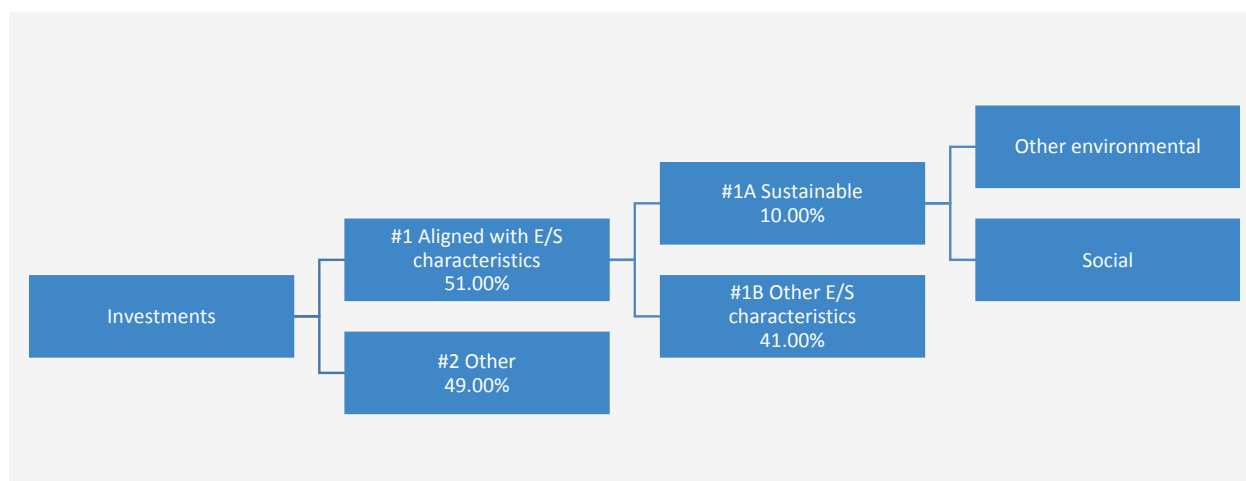 Investments
#1 Aligned with E/S
characteristics
51.00%
#2 Other
49.00%
#1A Sustainable
10.00%
#1B Other E/S
characteristics
41.00%
Other environmental
Social